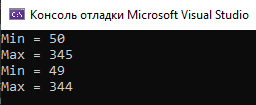 Консоль отладки Microsoft Visual Studio
Min = 50
Max = 345
Min = 49
Max = 344